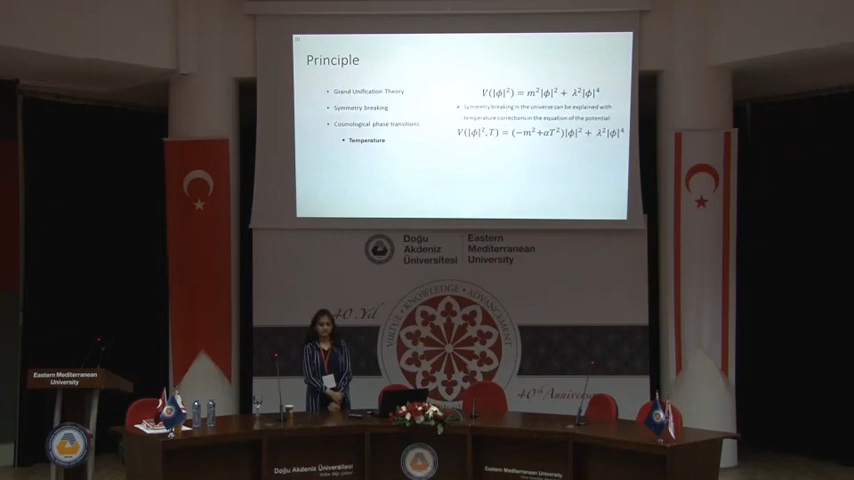 Principle
Grand Unification Theory
Symmetry breaking
Cosmological phase transitions
Temperature
V(|ϕ|²) = m²|ϕ|² + λ²|ϕ|⁴
Symmetry breaking in the universe can be explained with
temperature corrections in the equation of the potential
V(|ϕ|², T) = (−m²+αT²)|ϕ|² + λ²|ϕ|⁴
Doğu
Akdeniz
Üniversitesi
Eastern
Mediterranean
University
40. Yıl
VIRTUE • KNOWLEDGE • ADVANCEMENT
40th Annivers
Eastern Mediterranean
University
Doğu Akdeniz Üniversitesi
Eastern Mediterranean University